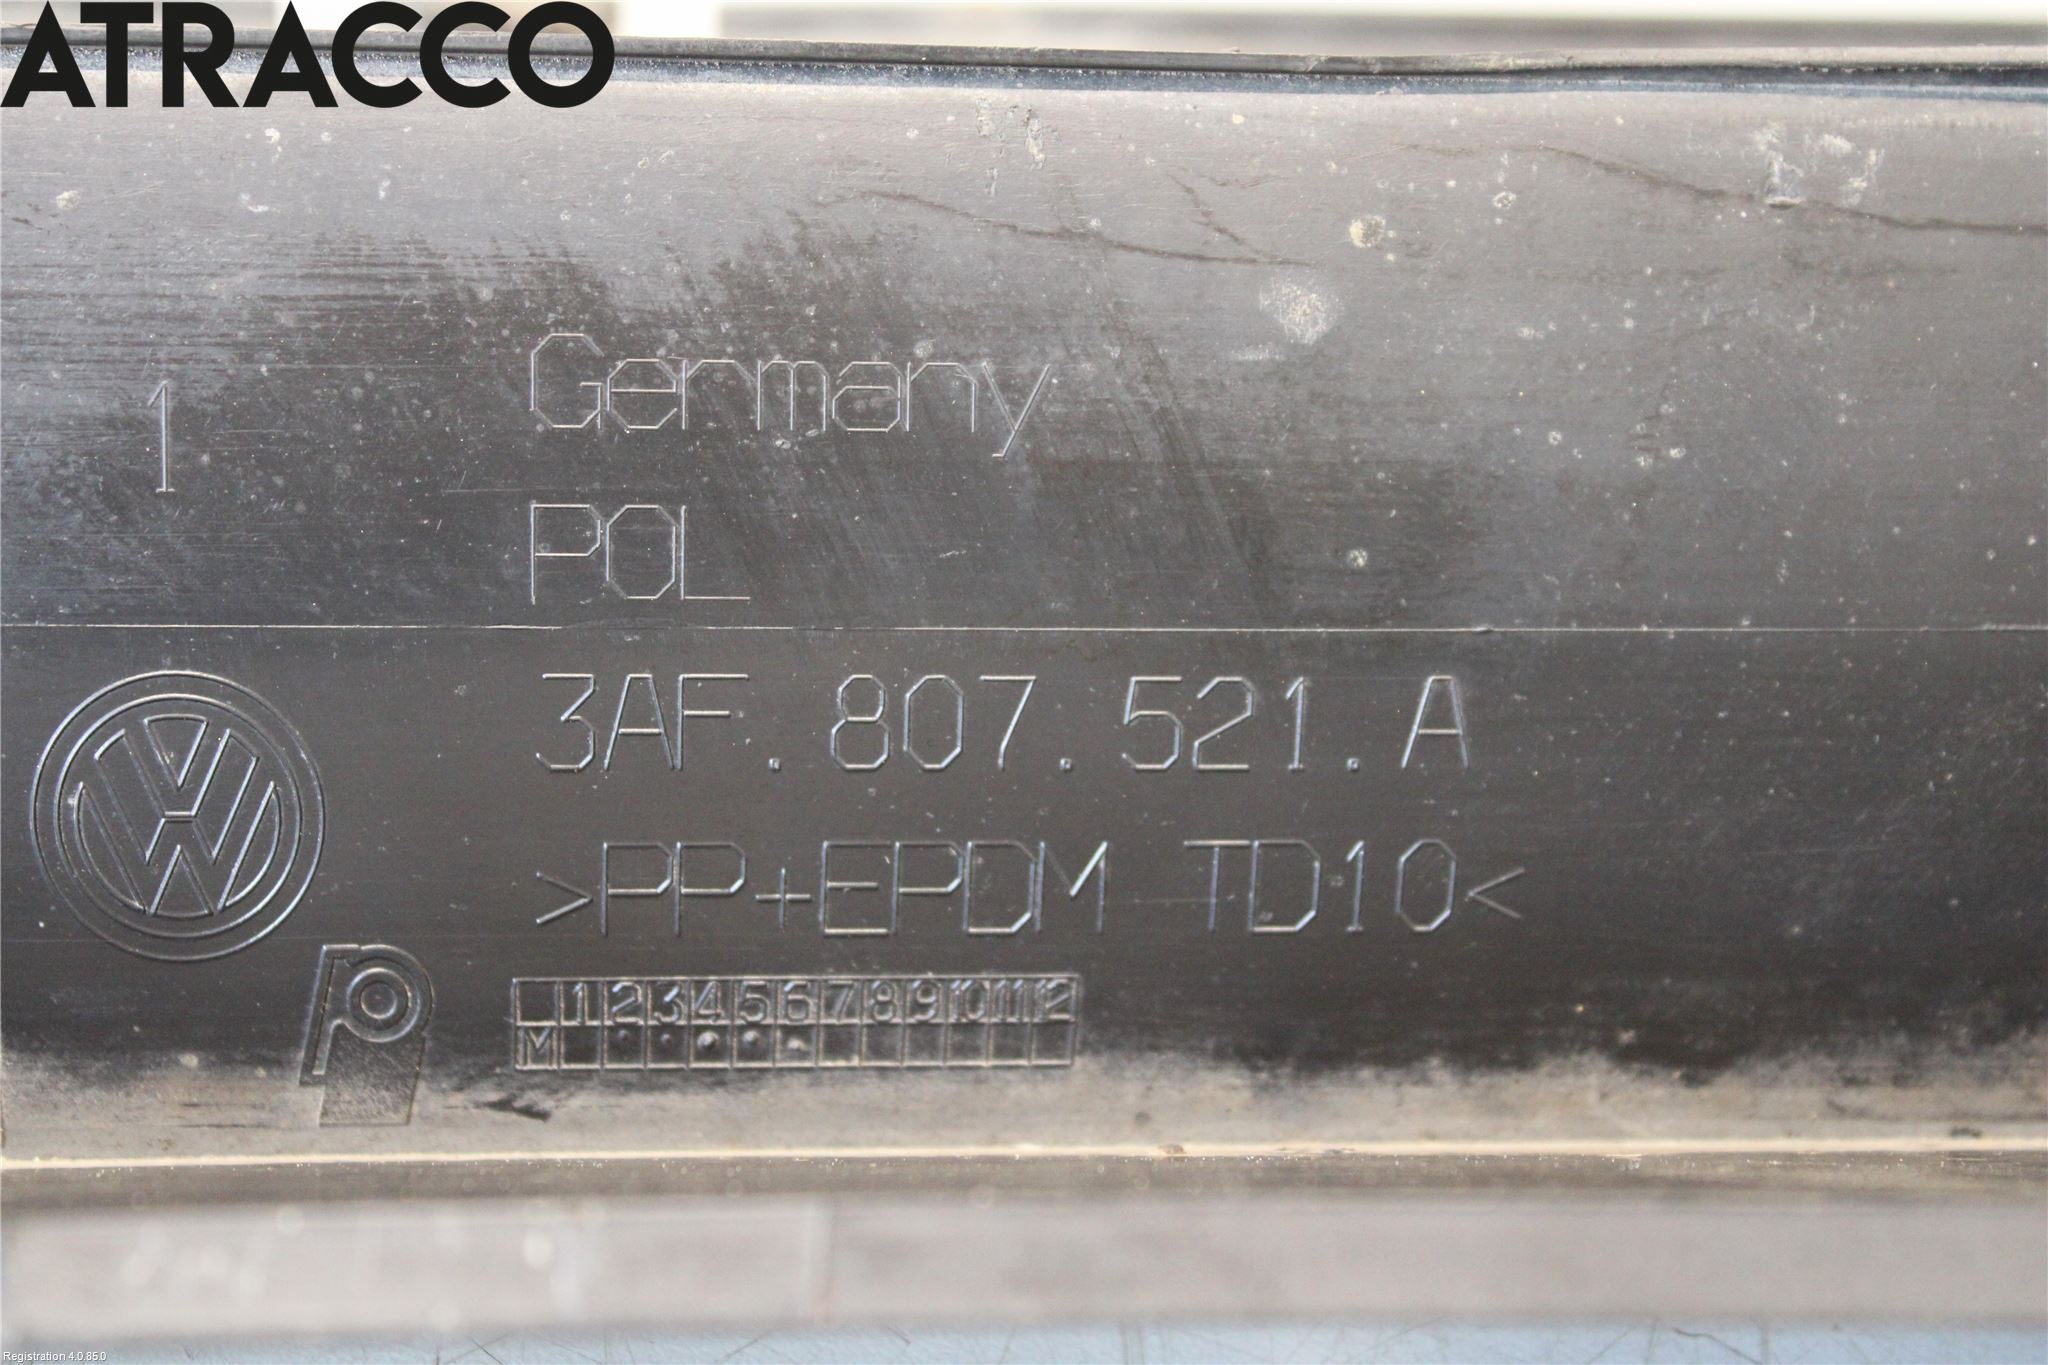 ATRACCO
1
Germany
POL
3AF.807.521.A
>PP+EPDM TD10<
1 2 3 4 5 6 7 8 9 10 11 12
M
Registration 4.0.85.0